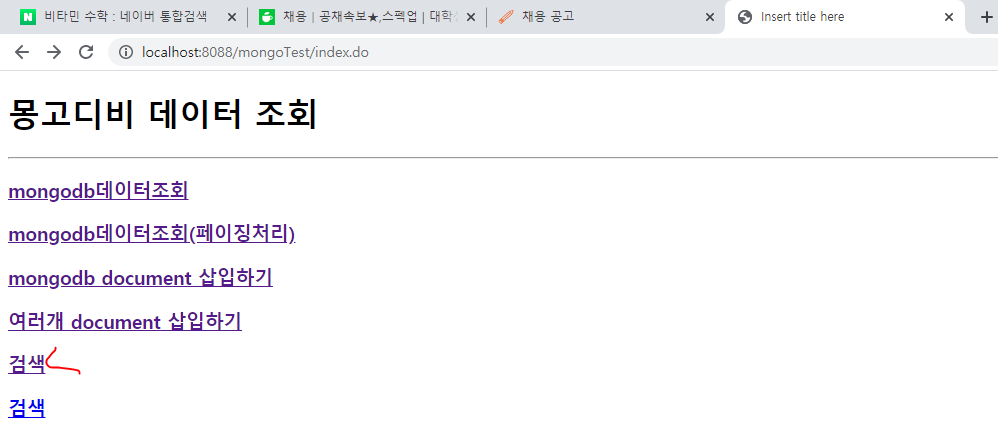 비타민 수학 : 네이버 통합검색
채용 | 공채속보★,스펙업 | 대학
채용 공고
Insert title here
localhost:8088/mongoTest/index.do
몽고디비 데이터 조회
mongodb데이터조회
mongodb데이터조회(페이징처리)
mongodb document 삽입하기
여러개 document 삽입하기
검색
검색